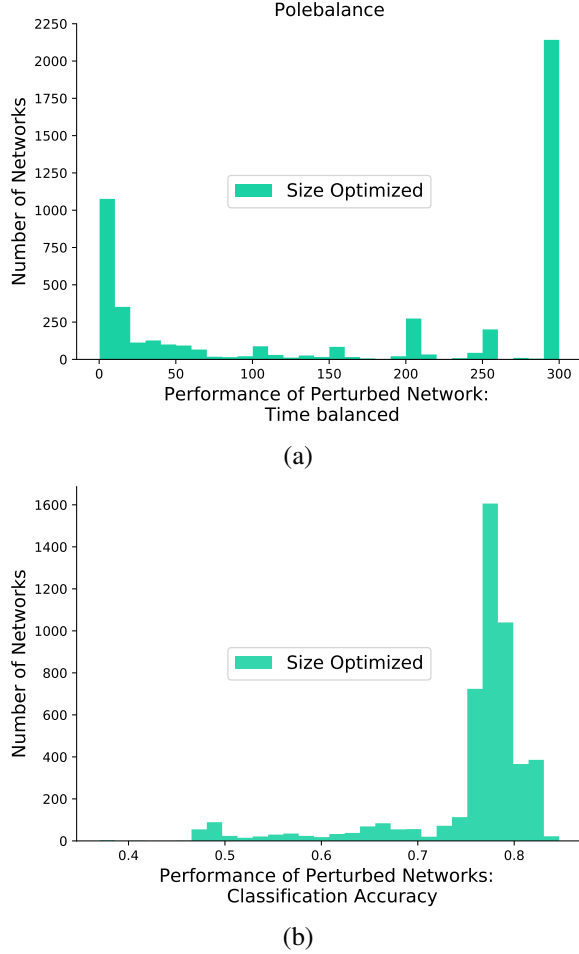 Polebalance
2250
2000
1750
1500
1250
1000
750
500
250
0
Number of Networks
Size Optimized
0 50 100 150 200 250 300
Performance of Perturbed Network:
Time balanced
(a)
1600
1400
1200
1000
800
600
400
200
0
Number of Networks
Size Optimized
0.4 0.5 0.6 0.7 0.8
Performance of Perturbed Networks:
Classification Accuracy
(b)